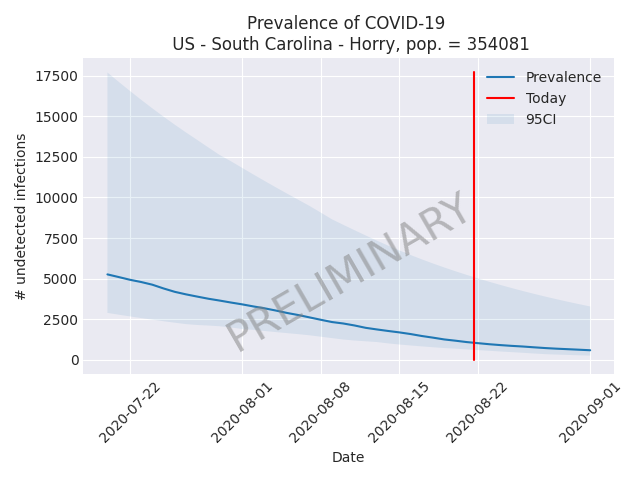 Prevalence of COVID-19
US - South Carolina - Horry, pop. = 354081
17500
15000
12500
10000
7500
5000
2500
0
# undetected infections
Prevalence
Today
95CI
PRELIMINARY
2020-07-22
2020-08-01
2020-08-08
2020-08-15
2020-08-22
2020-09-01
Date